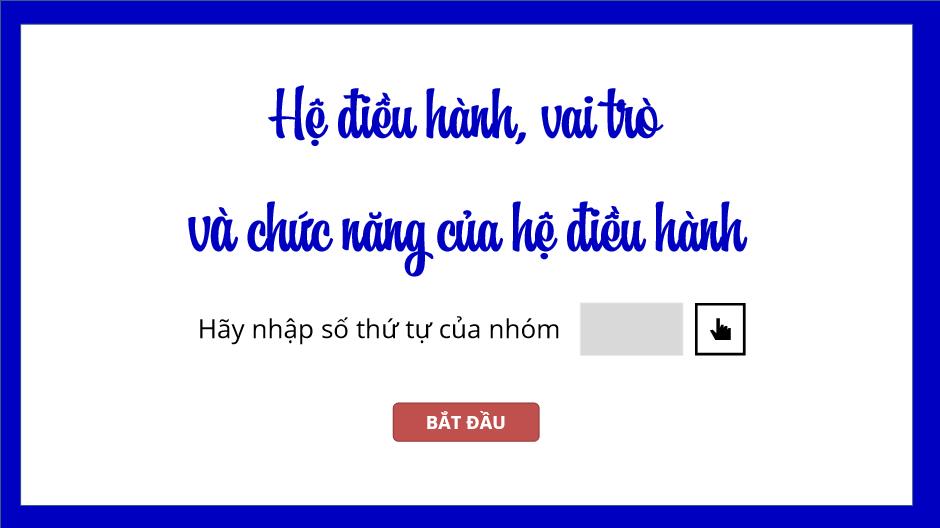 Hệ điều hành, vai trò
và chức năng của hệ điều hành
Hãy nhập số thứ tự của nhóm
BẮT ĐẦU